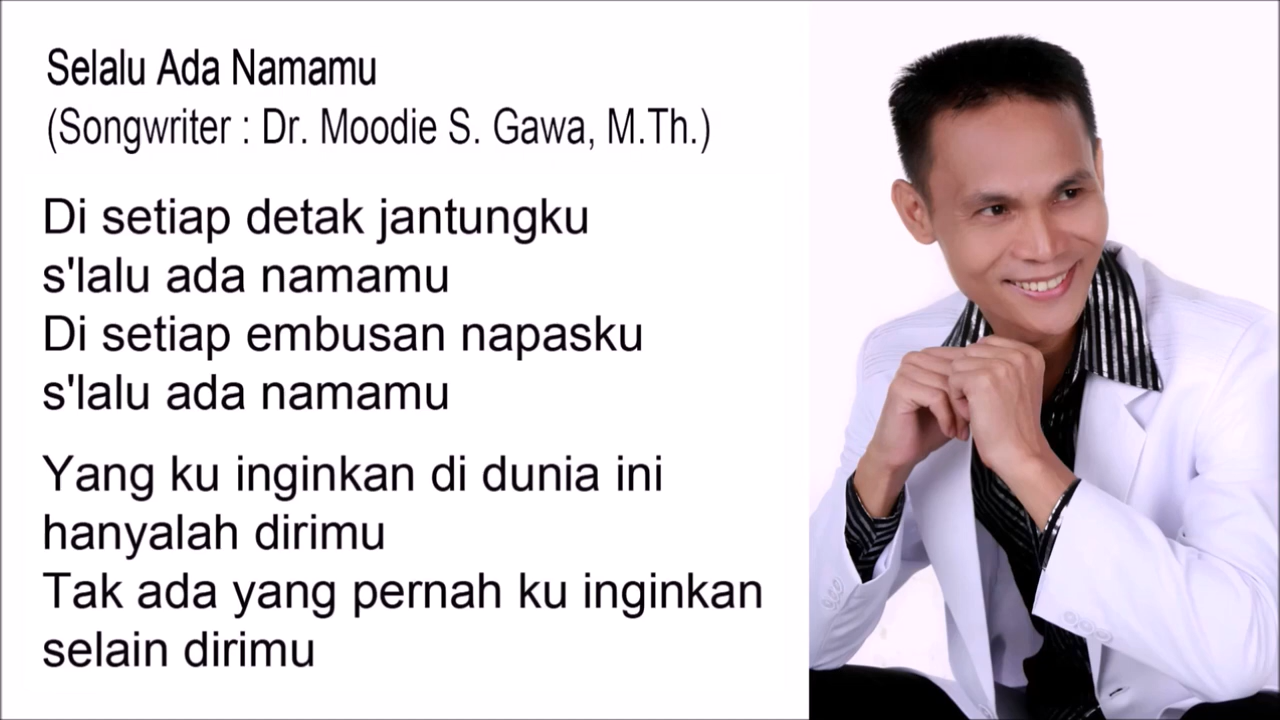 Selalu Ada Namamu
(Songwriter : Dr. Moodie S. Gawa, M.Th.)
Di setiap detak jantungku
s'lalu ada namamu
Di setiap embusan napasku
s'lalu ada namamu
Yang ku inginkan di dunia ini
hanyalah dirimu
Tak ada yang pernah ku inginkan
selain dirimu